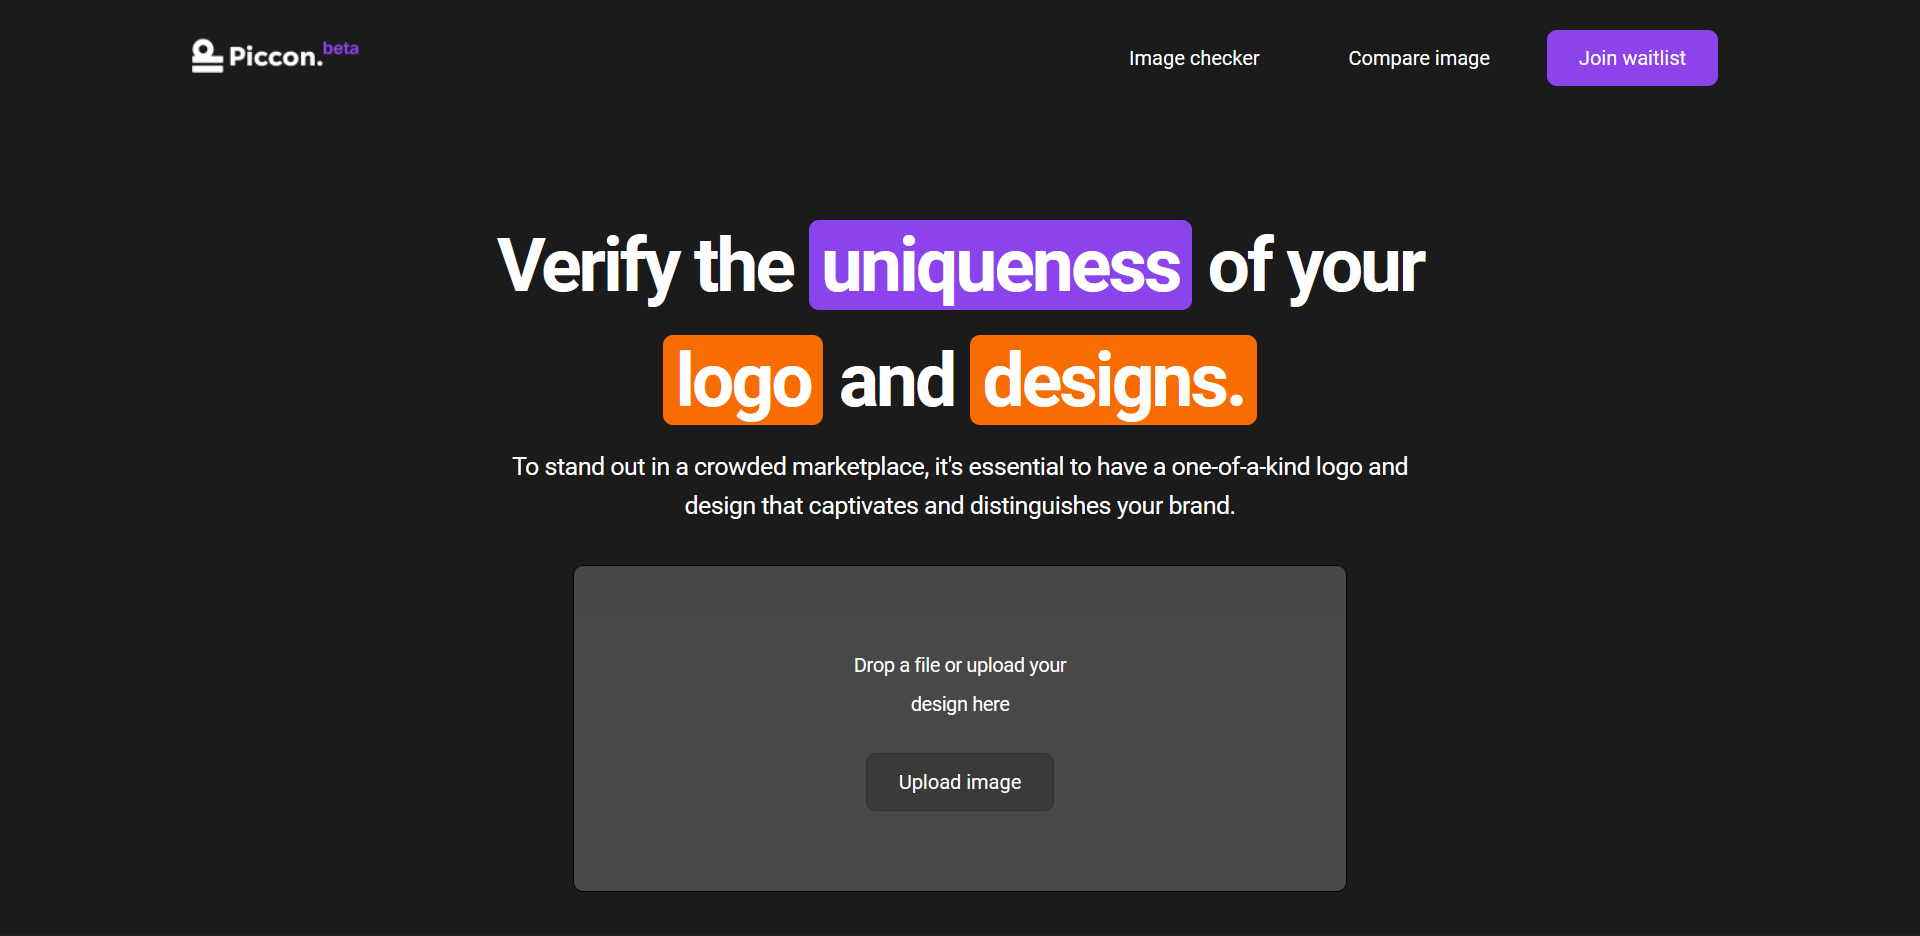 Piccon.beta
Image checker
Compare image
Join waitlist
Verify the uniqueness of your
logo and designs.
To stand out in a crowded marketplace, it's essential to have a one-of-a-kind logo and
design that captivates and distinguishes your brand.
Drop a file or upload your
design here
Upload image